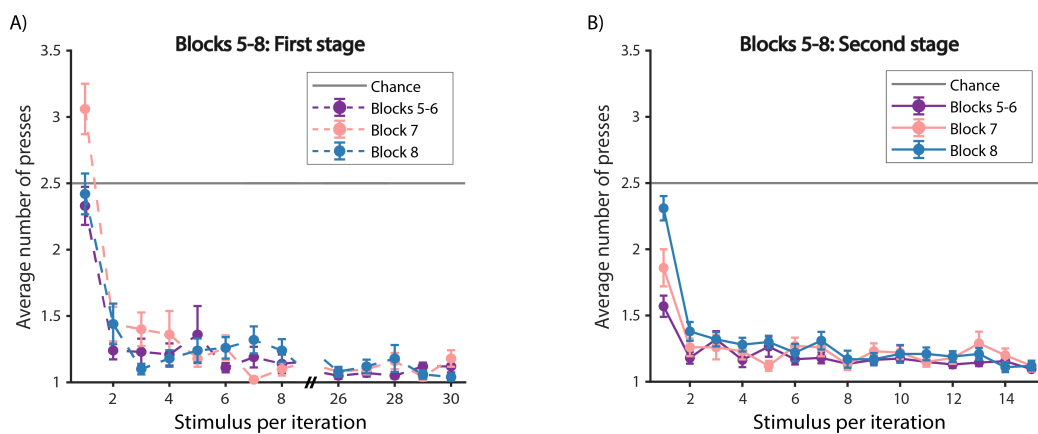 A)
Blocks 5-8: First stage
3.5
3
2.5
2
1.5
1
Average number of presses
Chance
Blocks 5-6
Block 7
Block 8
2
4
6
8
26
28
30
Stimulus per iteration
B)
Blocks 5-8: Second stage
3.5
3
2.5
2
1.5
1
Average number of presses
Chance
Blocks 5-6
Block 7
Block 8
2
4
6
8
10
12
14
Stimulus per iteration